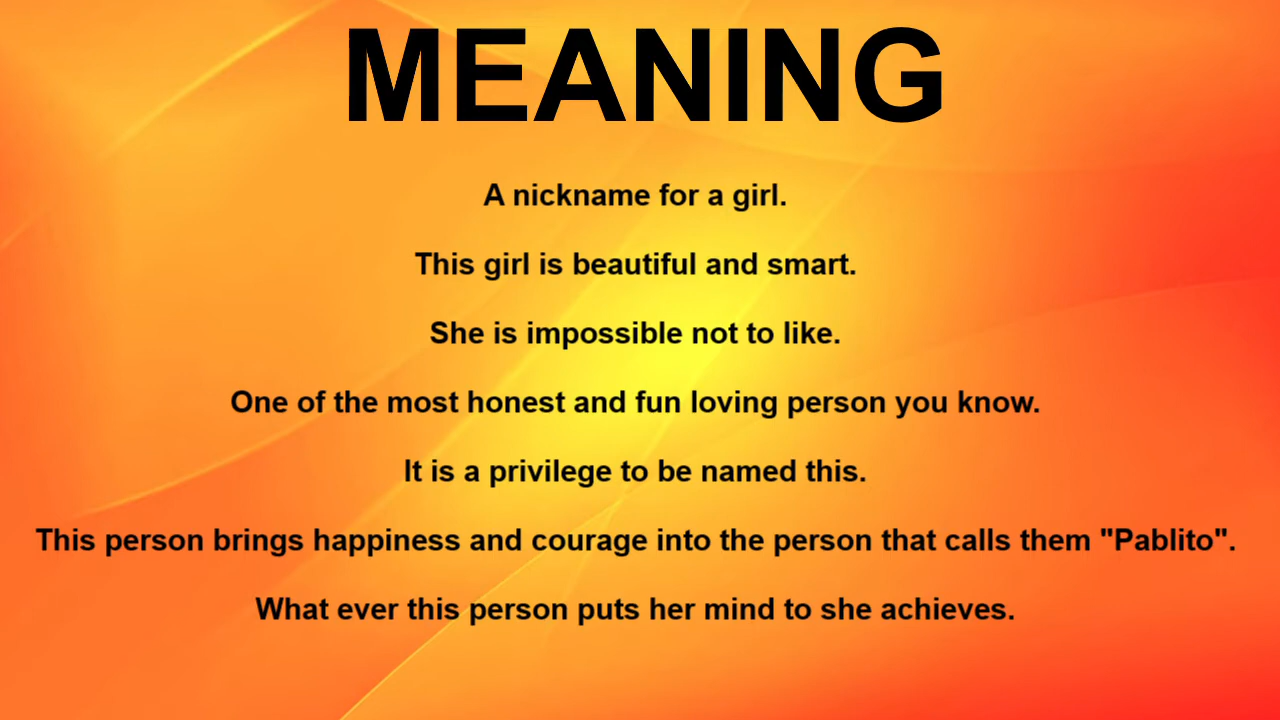 MEANING
A nickname for a girl.
This girl is beautiful and smart.
She is impossible not to like.
One of the most honest and fun loving person you know.
It is a privilege to be named this.
This person brings happiness and courage into the person that calls them "Pablito".
What ever this person puts her mind to she achieves.